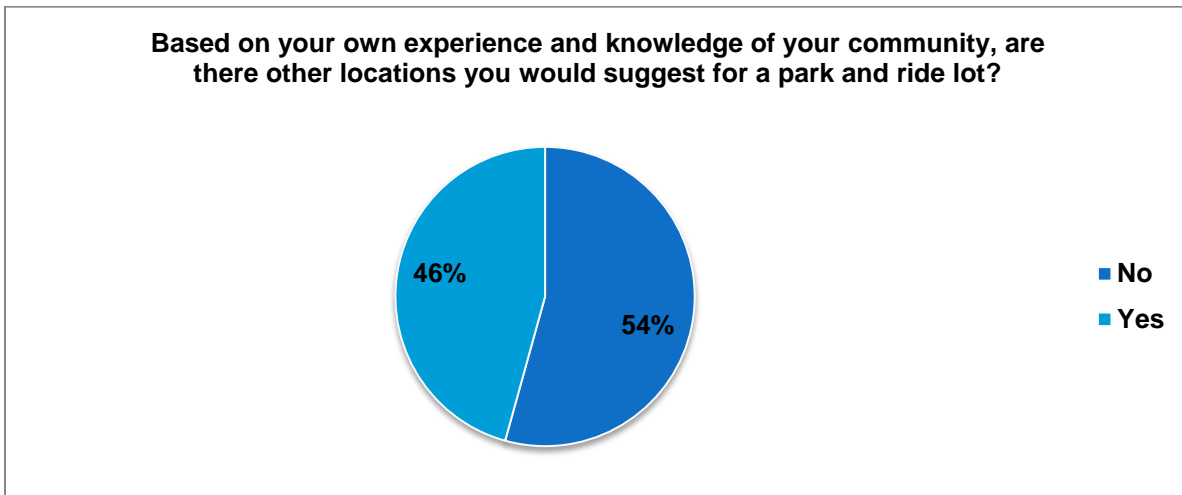 Based on your own experience and knowledge of your community, are
there other locations you would suggest for a park and ride lot?
46%
54%
No
Yes